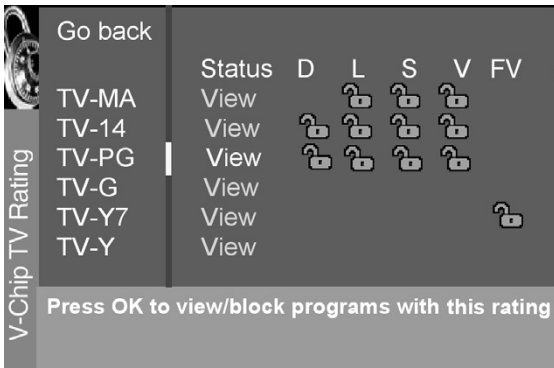 Go back
Status D L S V FV
TV-MA View
TV-14 View
TV-PG View
TV-G View
TV-Y7 View
TV-Y View
V-Chip TV Rating
Press OK to view/block programs with this rating